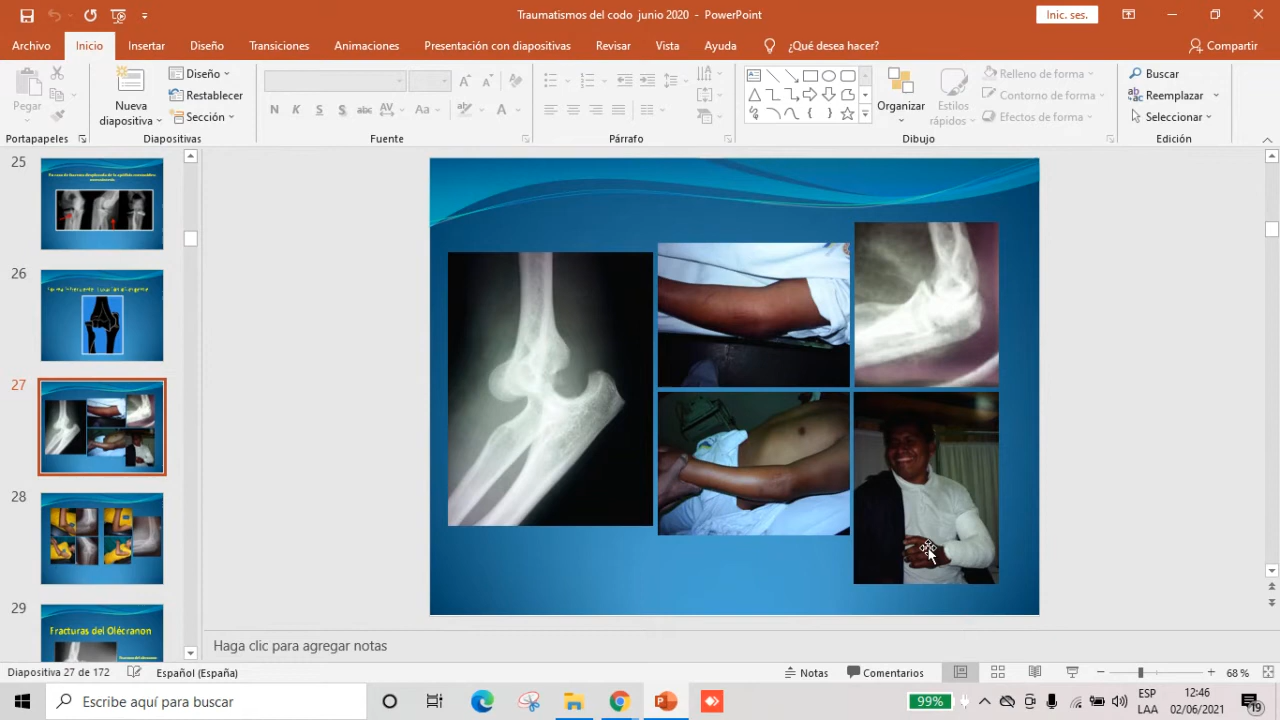 Traumatismos del codo junio 2020 - PowerPoint
Inic. ses.
Archivo
Inicio
Insertar
Diseño
Transiciones
Animaciones
Presentación con diapositivas
Revisar
Vista
Ayuda
¿Qué desea hacer?
Compartir
Pegar
Nueva
diapositiva
Diseño
Restablecer
Sección
N K S abc AV Aa A
Organizar
Estilos
rápidos
Relleno de forma
Contorno de forma
Efectos de forma
Buscar
Reemplazar
Seleccionar
Portapapeles
Diapositivas
Fuente
Párrafo
Dibujo
Edición
25
26
27
28
29
Fracturas del Olécranon
Haga clic para agregar notas
Diapositiva 27 de 172
Español (España)
Notas
Comentarios
68 %
Escribe aquí para buscar
99%
ESP
LAA
12:46
02/06/2021
19